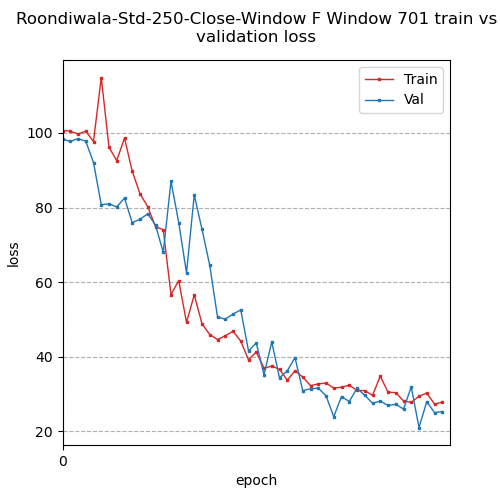 Roondiwala-Std-250-Close-Window F Window 701 train vs
validation loss
Train
Val
100
80
60
40
20
loss
0
epoch